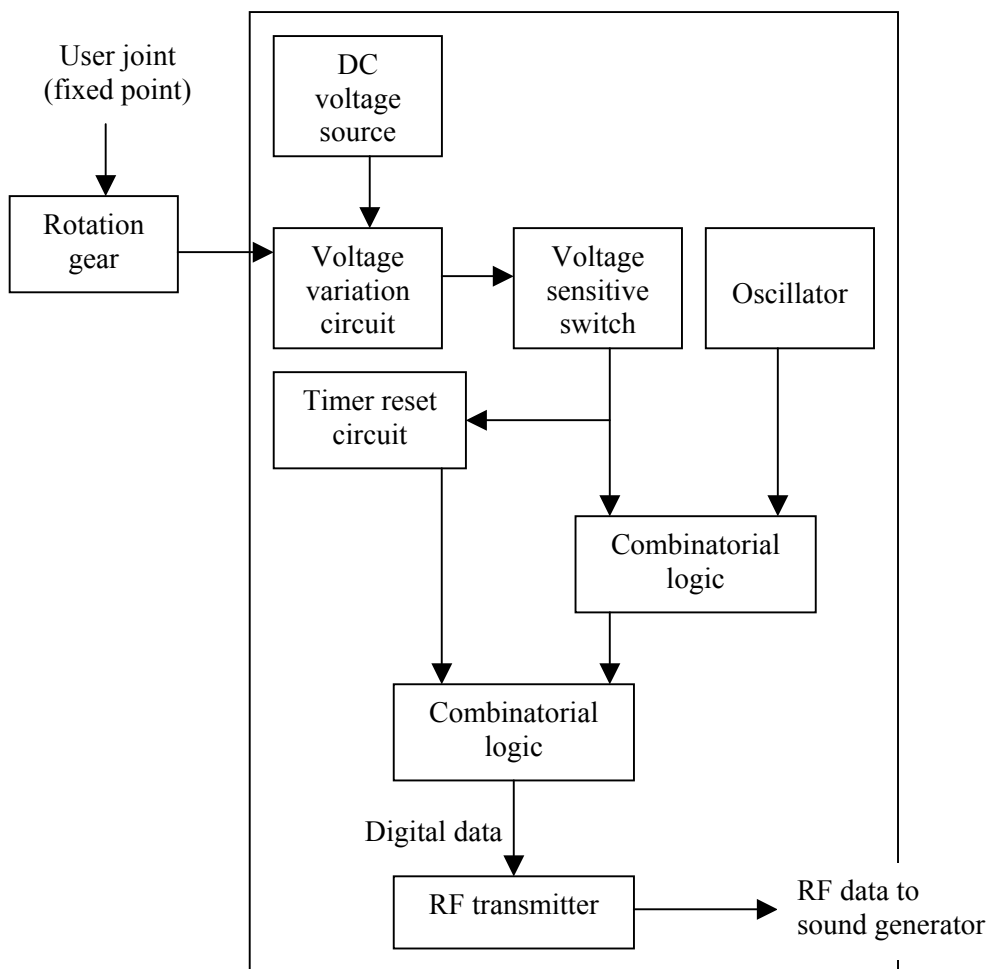 User joint
(fixed point)
DC
voltage
source
Rotation
gear
Voltage
variation
circuit
Voltage
sensitive
switch
Oscillator
Timer reset
circuit
Combinatorial
logic
Combinatorial
logic
Digital data
RF transmitter
RF data to
sound generator